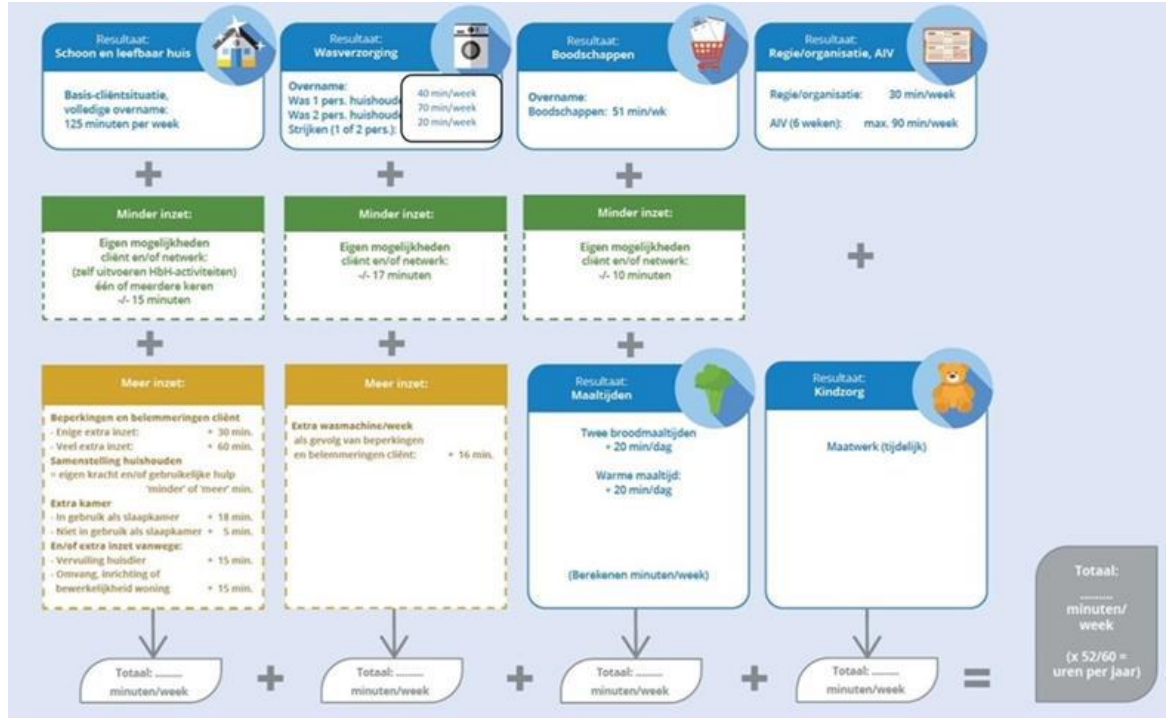 Resultaat:
Schoon en leefbaar huis
Basis-cliëntsituatie,
volledige overname:
125 minuten per week
Resultaat:
Wasverzorging
Overname:
Was 1 pers. huishoud 40 min/week
Was 2 pers. huishoud 70 min/week
Strijken (1 of 2 pers.): 20 min/week
Resultaat:
Boodschappen
Overname:
Boodschappen: 51 min/wk
Resultaat:
Regie/organisatie, AIV
Regie/organisatie: 30 min/week
AIV (6 weken): max. 90 min/week
+
+
+
Minder inzet:
Eigen mogelijkheden
cliënt en/of netwerk:
(zelf uitvoeren HbH-activiteiten)
één of meerdere keren
-/- 15 minuten
Minder inzet:
Eigen mogelijkheden
cliënt en/of netwerk:
-/- 17 minuten
Minder inzet:
Eigen mogelijkheden
cliënt en/of netwerk:
-/- 10 minuten
+
+
+
+
Meer inzet:
Beperkingen en belemmeringen cliënt
- Enige extra inzet: + 30 min.
- Veel extra inzet: + 60 min.
Samenstelling huishouden
= eigen kracht en/of gebruikelijke hulp
'minder' of 'meer' min.
Extra kamer
- In gebruik als slaapkamer + 18 min.
- Niet in gebruik als slaapkamer + 5 min.
En/of extra inzet vanwege:
- Vervuiling huisdier + 15 min.
- Omvang, inrichting of
bewerkelijkheid woning + 15 min.
Meer inzet:
Extra wasmachine/week
als gevolg van beperkingen
en belemmeringen cliënt: + 16 min.
Resultaat:
Maaltijden
Twee broodmaaltijden
+ 20 min/dag
Warme maaltijd:
+ 20 min/dag
(Berekenen minuten/week)
Resultaat:
Kindzorg
Maatwerk (tijdelijk)
Totaal: .........
minuten/week
+
Totaal: .........
minuten/week
+
Totaal: .........
minuten/week
+
Totaal: .........
minuten/week
=
Totaal:
.........
minuten/
week
(x 52/60 =
uren per jaar)